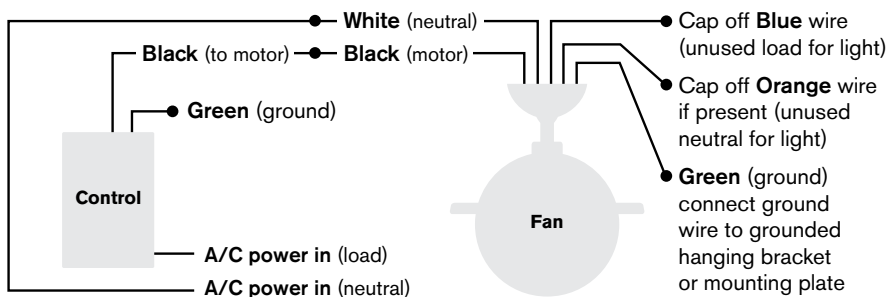 White (neutral)
Black (to motor)
Black (motor)
Green (ground)
Control
A/C power in (load)
A/C power in (neutral)
Fan
Cap off Blue wire
(unused load for light)
Cap off Orange wire
if present (unused
neutral for light)
Green (ground)
connect ground
wire to grounded
hanging bracket
or mounting plate